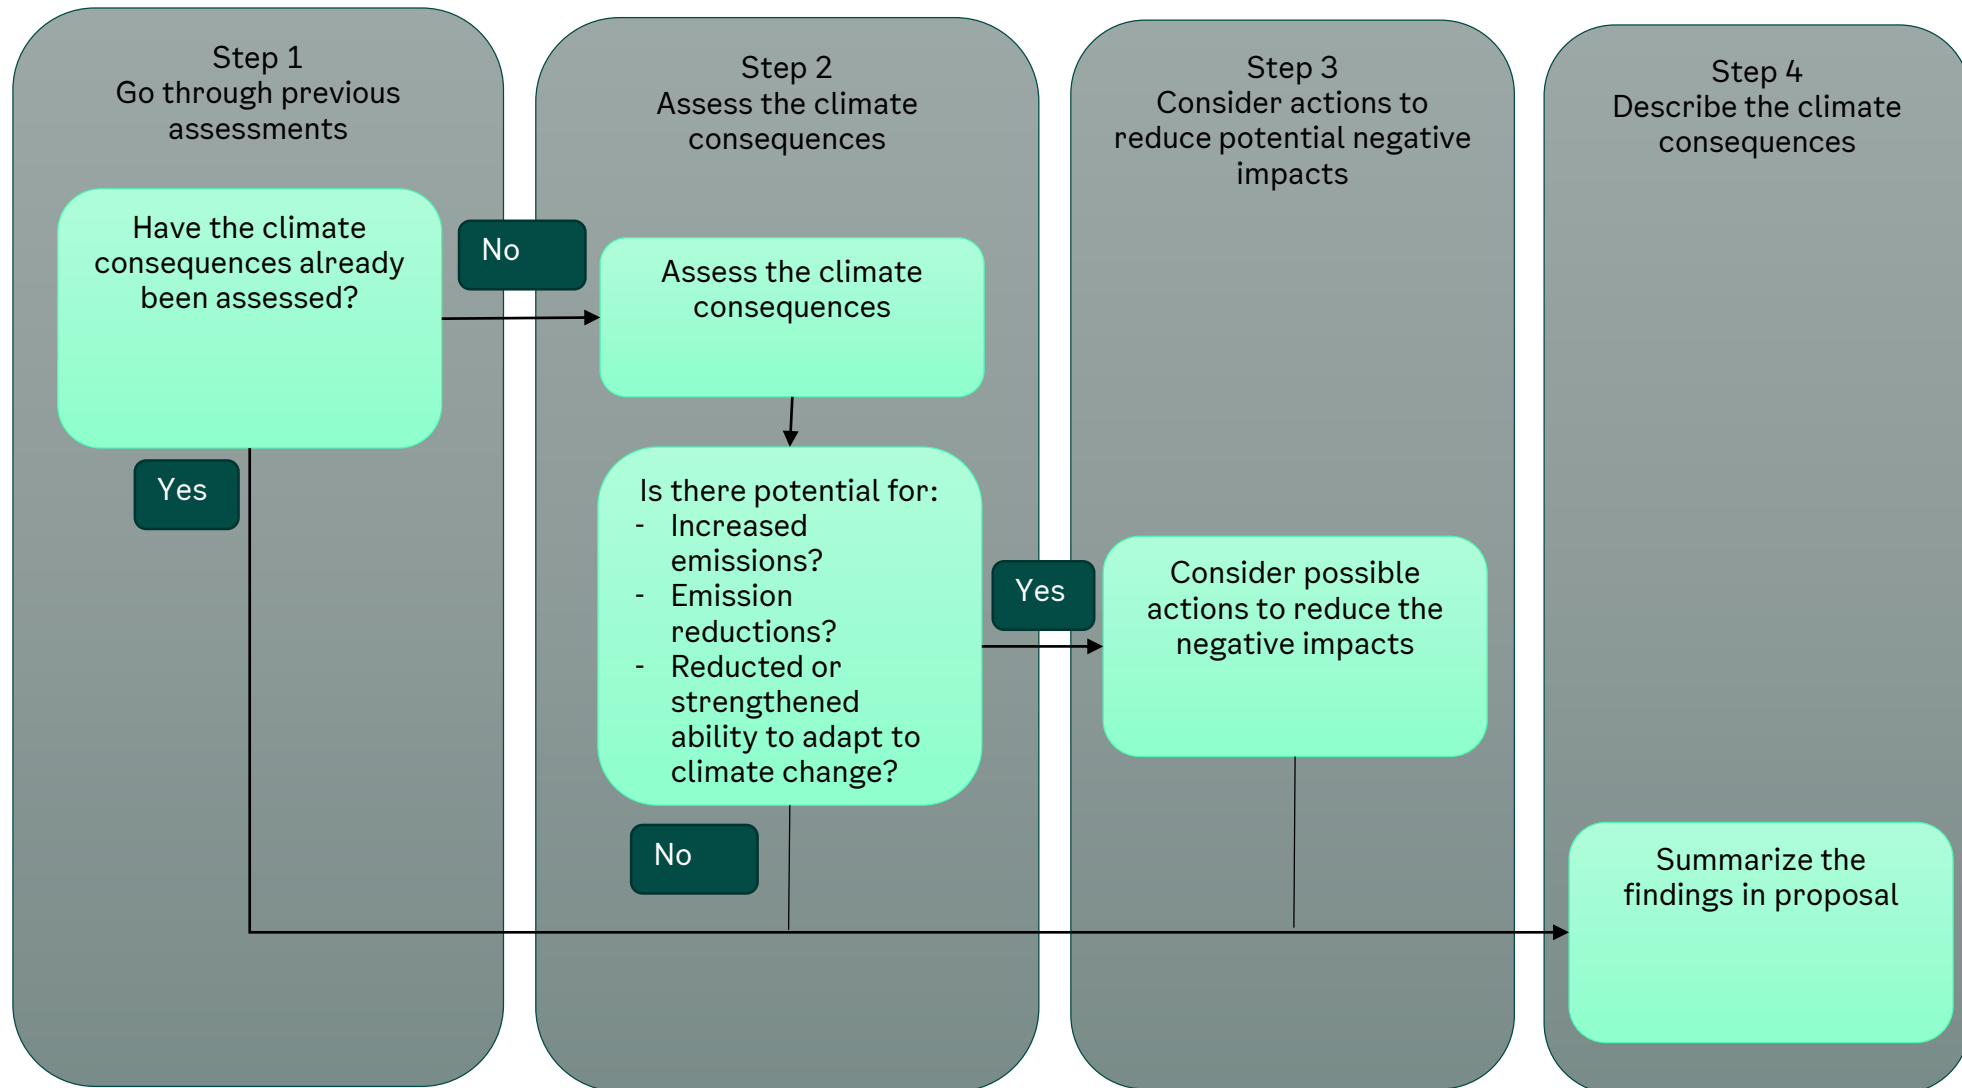 Step 1
Go through previous
assessments
Have the climate
consequences already
been assessed?
Yes
No
Step 2
Assess the climate
consequences
Assess the climate
consequences
Is there potential for:
- Increased
emissions?
- Emission
reductions?
- Reducted or
strengthened
ability to adapt to
climate change?
No
Yes
Step 3
Consider actions to
reduce potential negative
impacts
Consider possible
actions to reduce the
negative impacts
Step 4
Describe the climate
consequences
Summarize the
findings in proposal